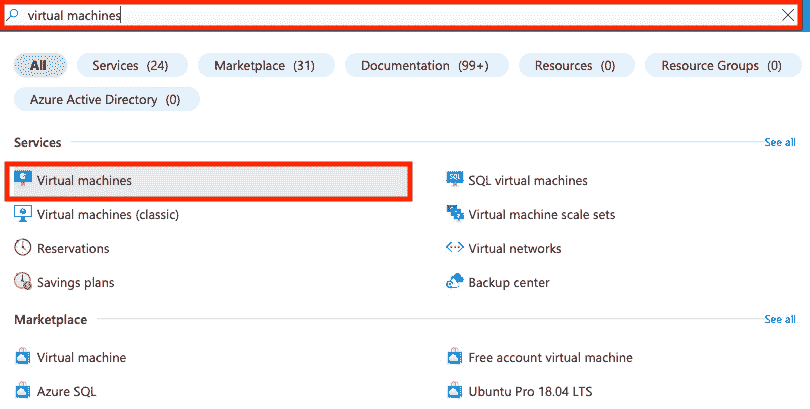 virtual machines
All Services (24) Marketplace (31) Documentation (99+) Resources (0) Resource Groups (0)
Azure Active Directory (0)
Services See all
Virtual machines SQL virtual machines
Virtual machines (classic) Virtual machine scale sets
Reservations Virtual networks
Savings plans Backup center
Marketplace See all
Virtual machine Free account virtual machine
Azure SQL Ubuntu Pro 18.04 LTS